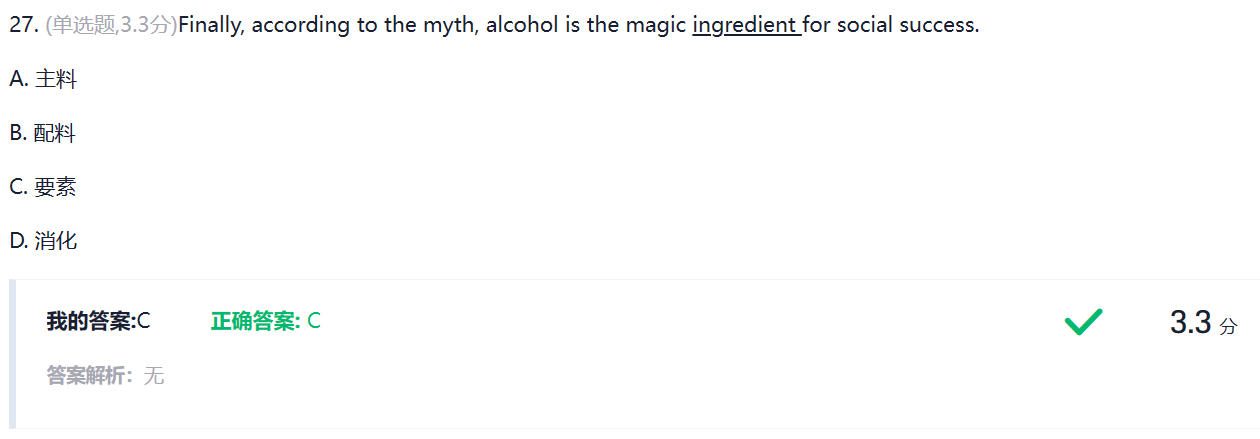 27. (单选题,3.3分)Finally, according to the myth, alcohol is the magic ingredient for social success.
A. 主料
B. 配料
C. 要素
D. 消化
我的答案:C 正确答案: C 3.3 分
答案解析: 无